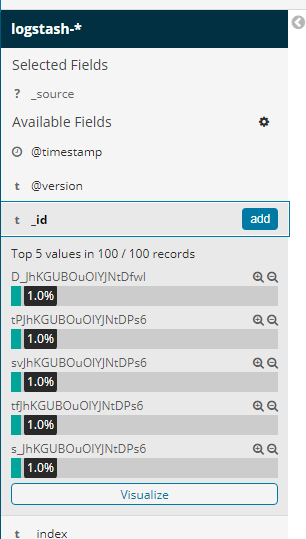 logstash-*
Selected Fields
? _source
Available Fields
@timestamp
t @version
t _id add
Top 5 values in 100 / 100 records
D_JhKGUBOuOlYJNtDfwl
1.0%
tPJhKGUBOuOlYJNtDPs6
1.0%
svJhKGUBOuOlYJNtDPs6
1.0%
tfJhKGUBOuOlYJNtDPs6
1.0%
s_JhKGUBOuOlYJNtDPs6
1.0%
Visualize
t _index